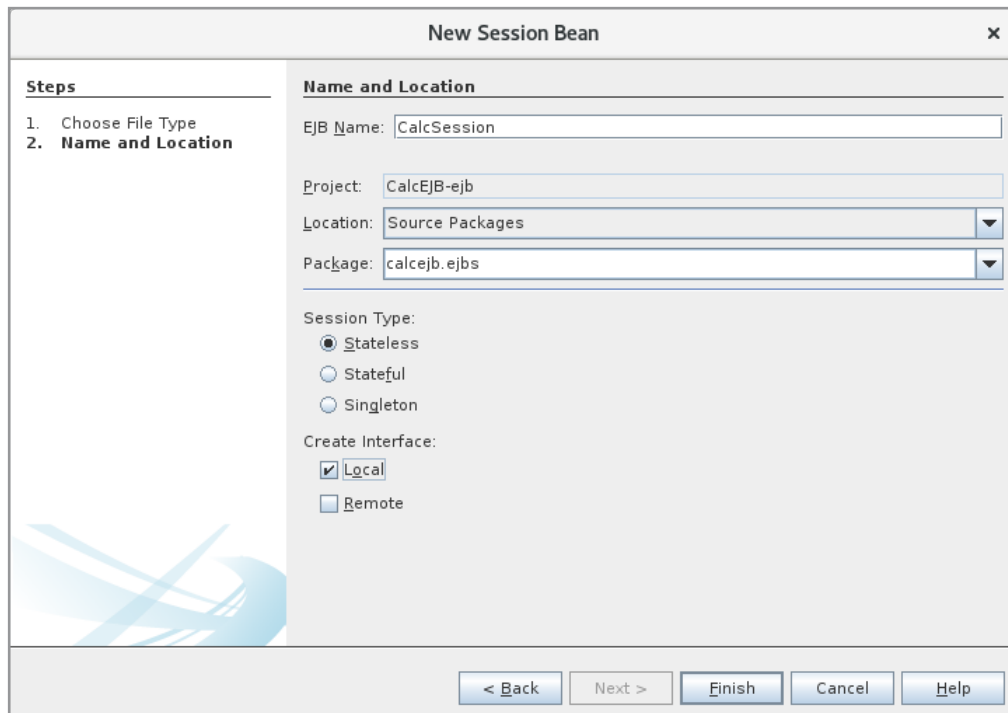 New Session Bean
Steps
1. Choose File Type
2. Name and Location
Name and Location
EJB Name: CalcSession
Project: CalcEJB-ejb
Location: Source Packages
Package: calcejb.ejbs
Session Type:
Stateless
Stateful
Singleton
Create Interface:
Local
Remote
< Back Next > Finish Cancel Help